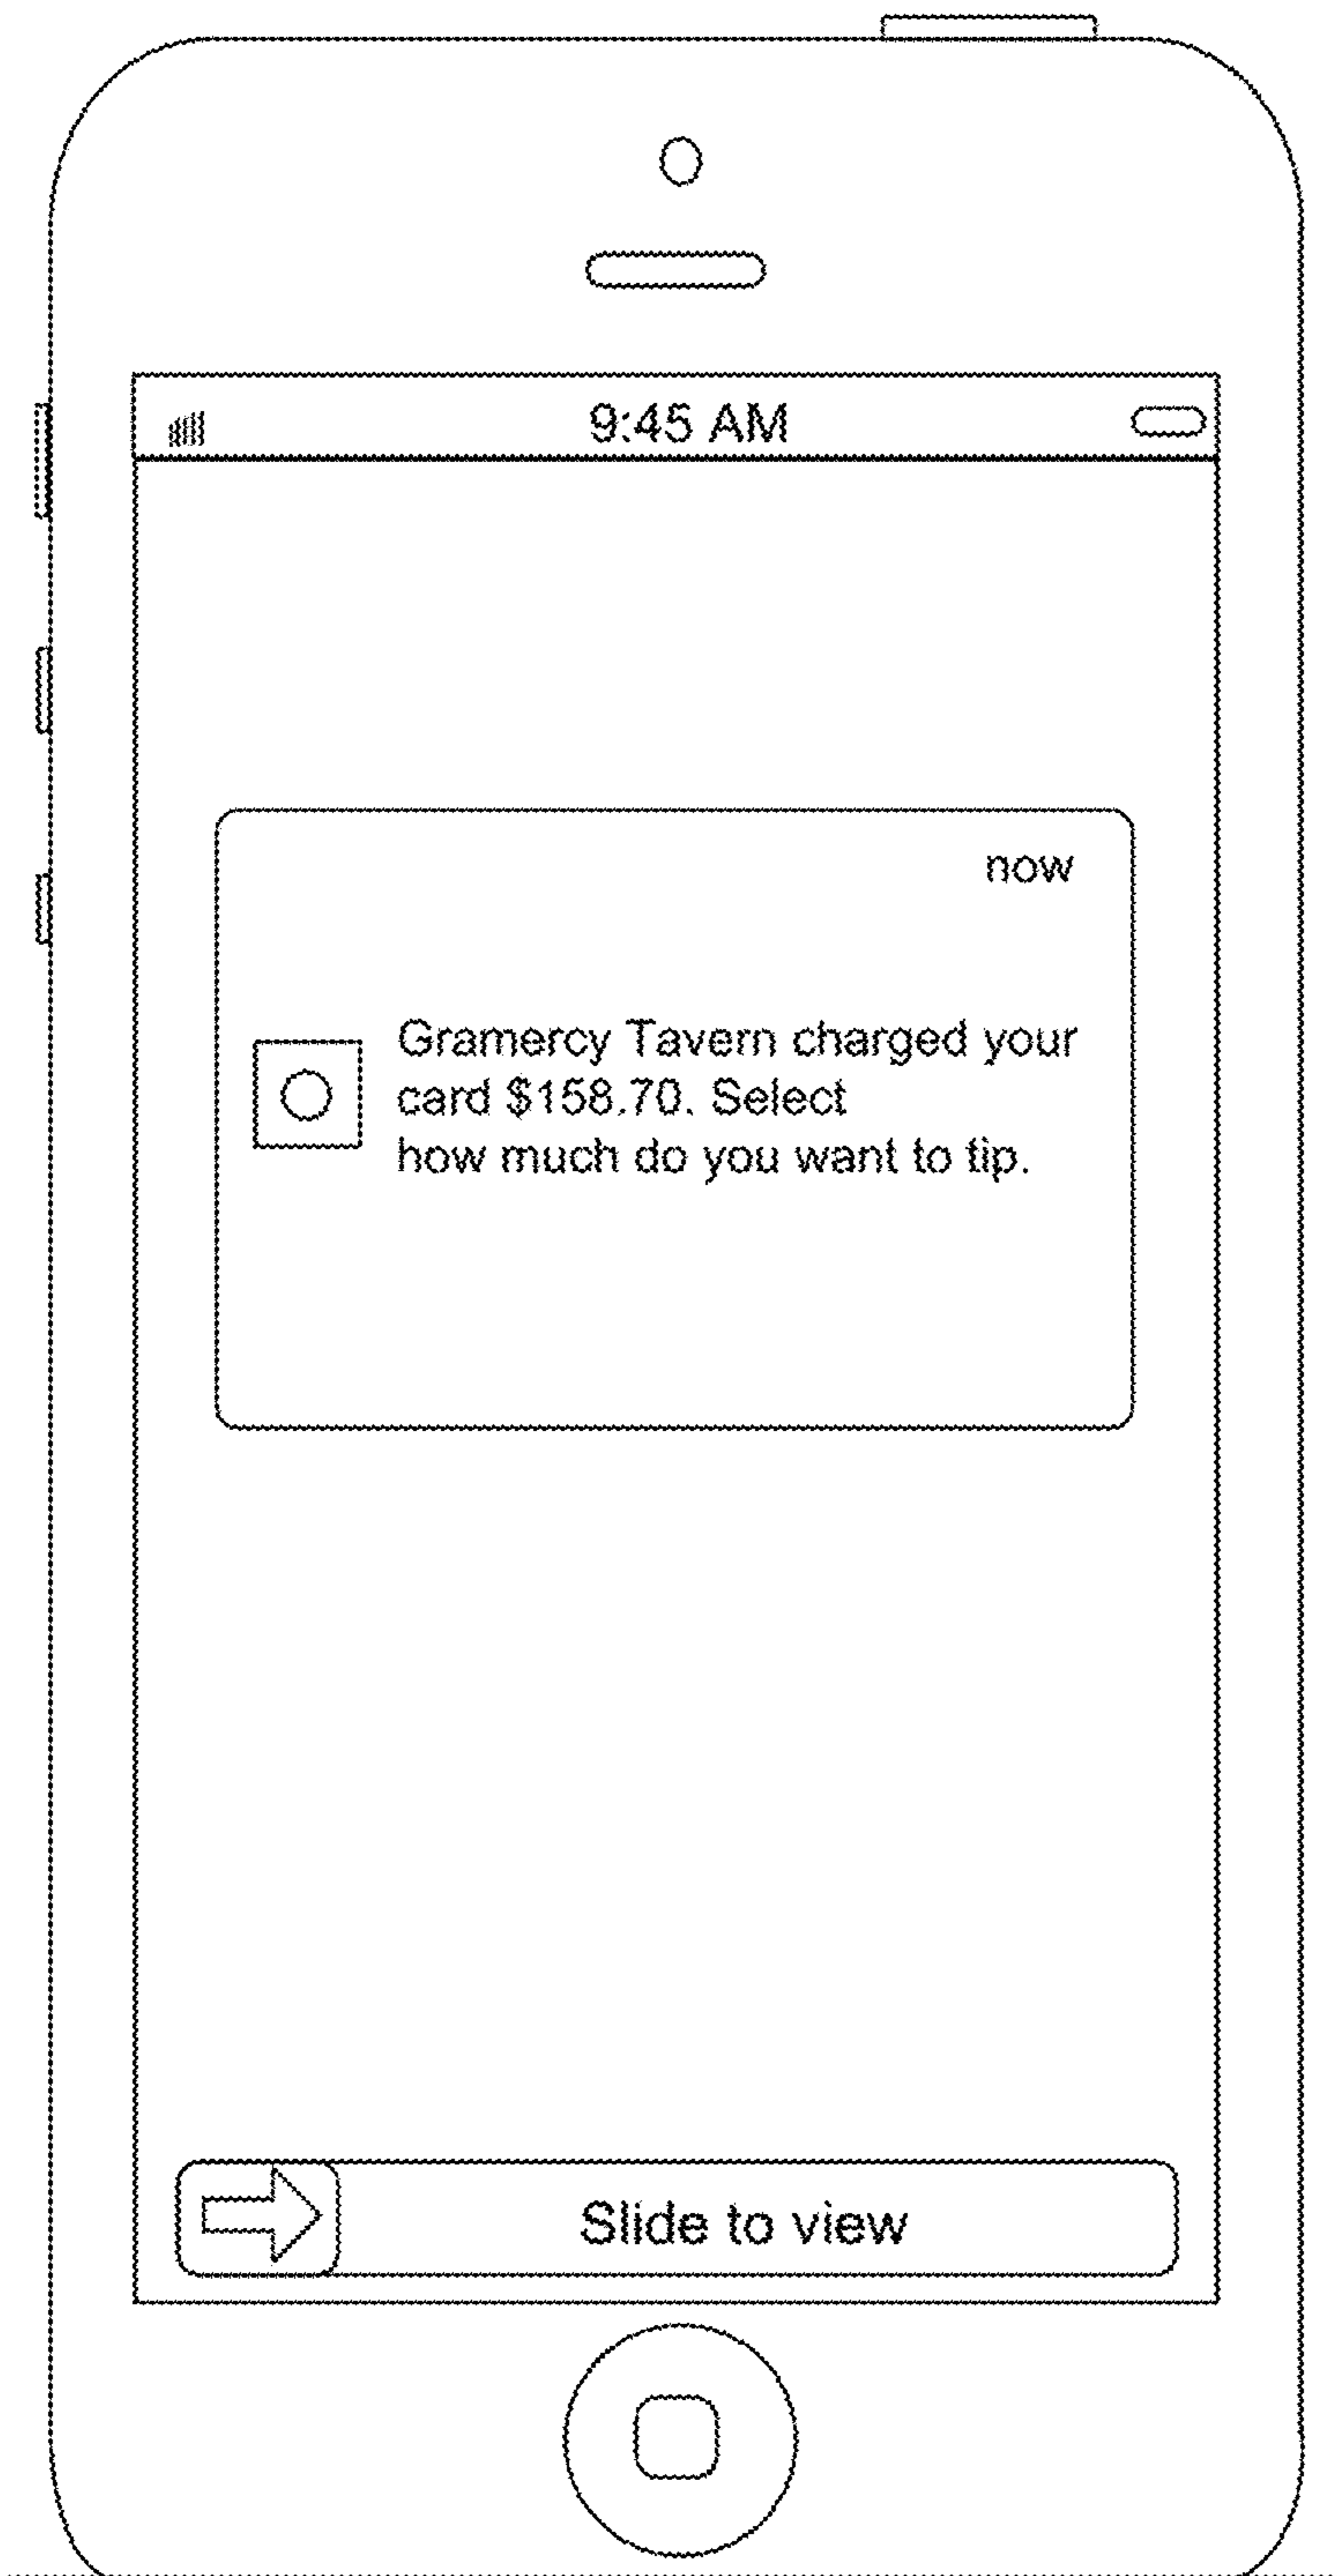 9:45 AM
now
Gramercy Tavern charged your
card $158.70. Select
how much do you want to tip.
Slide to view